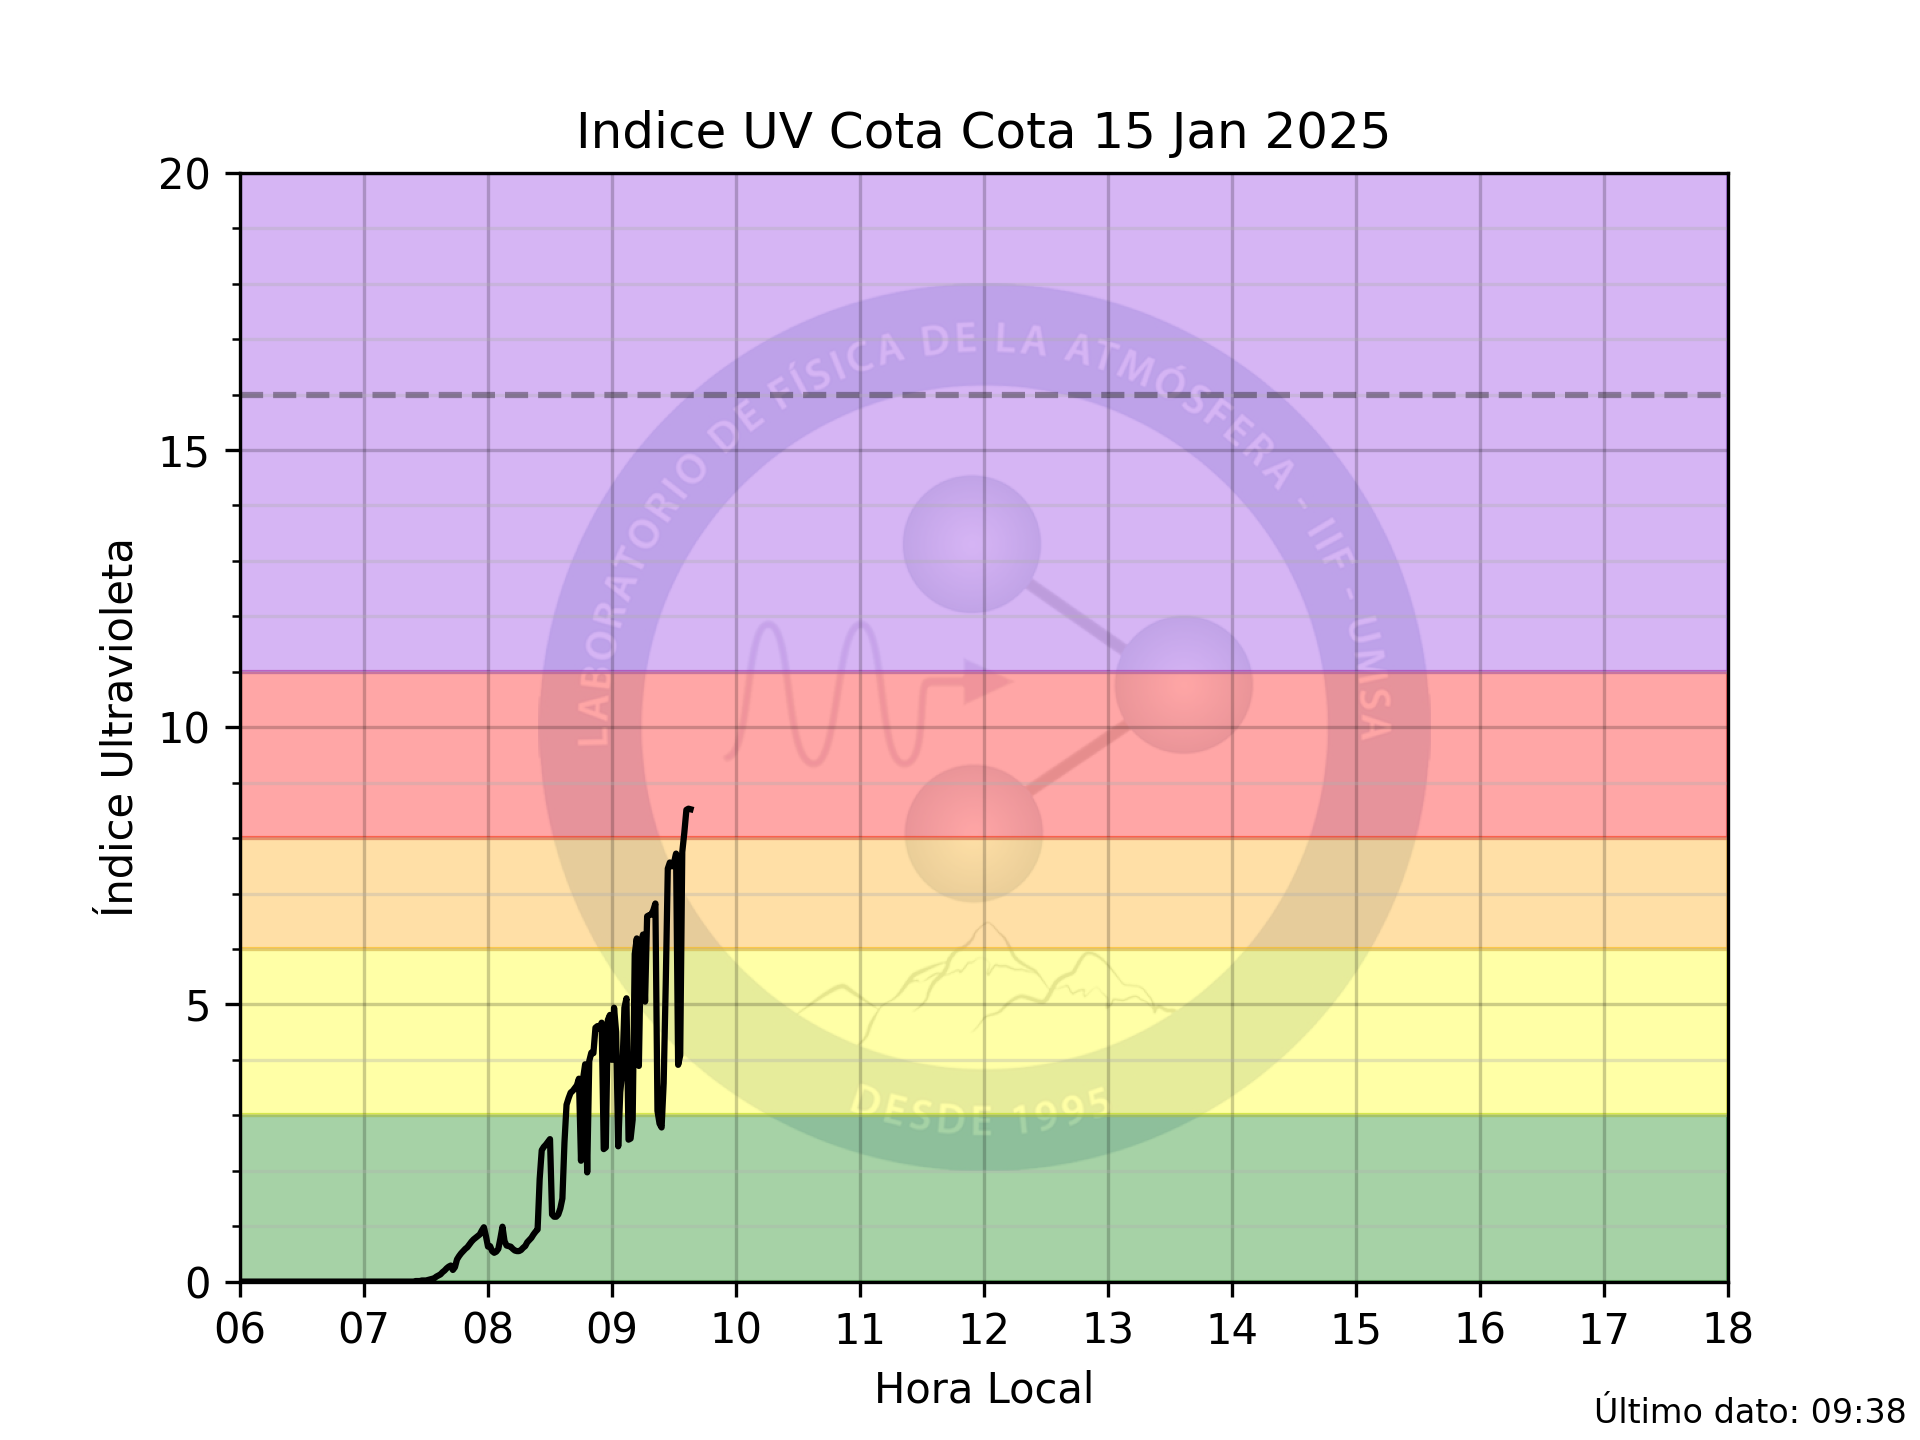 Indice UV Cota Cota 15 Jan 2025
20
15
10
5
0
Índice Ultravioleta
LABORATORIO DE FÍSICA DE LA ATMÓSFERA - IIF - UMSA
DESDE 1995
06 07 08 09 10 11 12 13 14 15 16 17 18
Hora Local
Último dato: 09:38